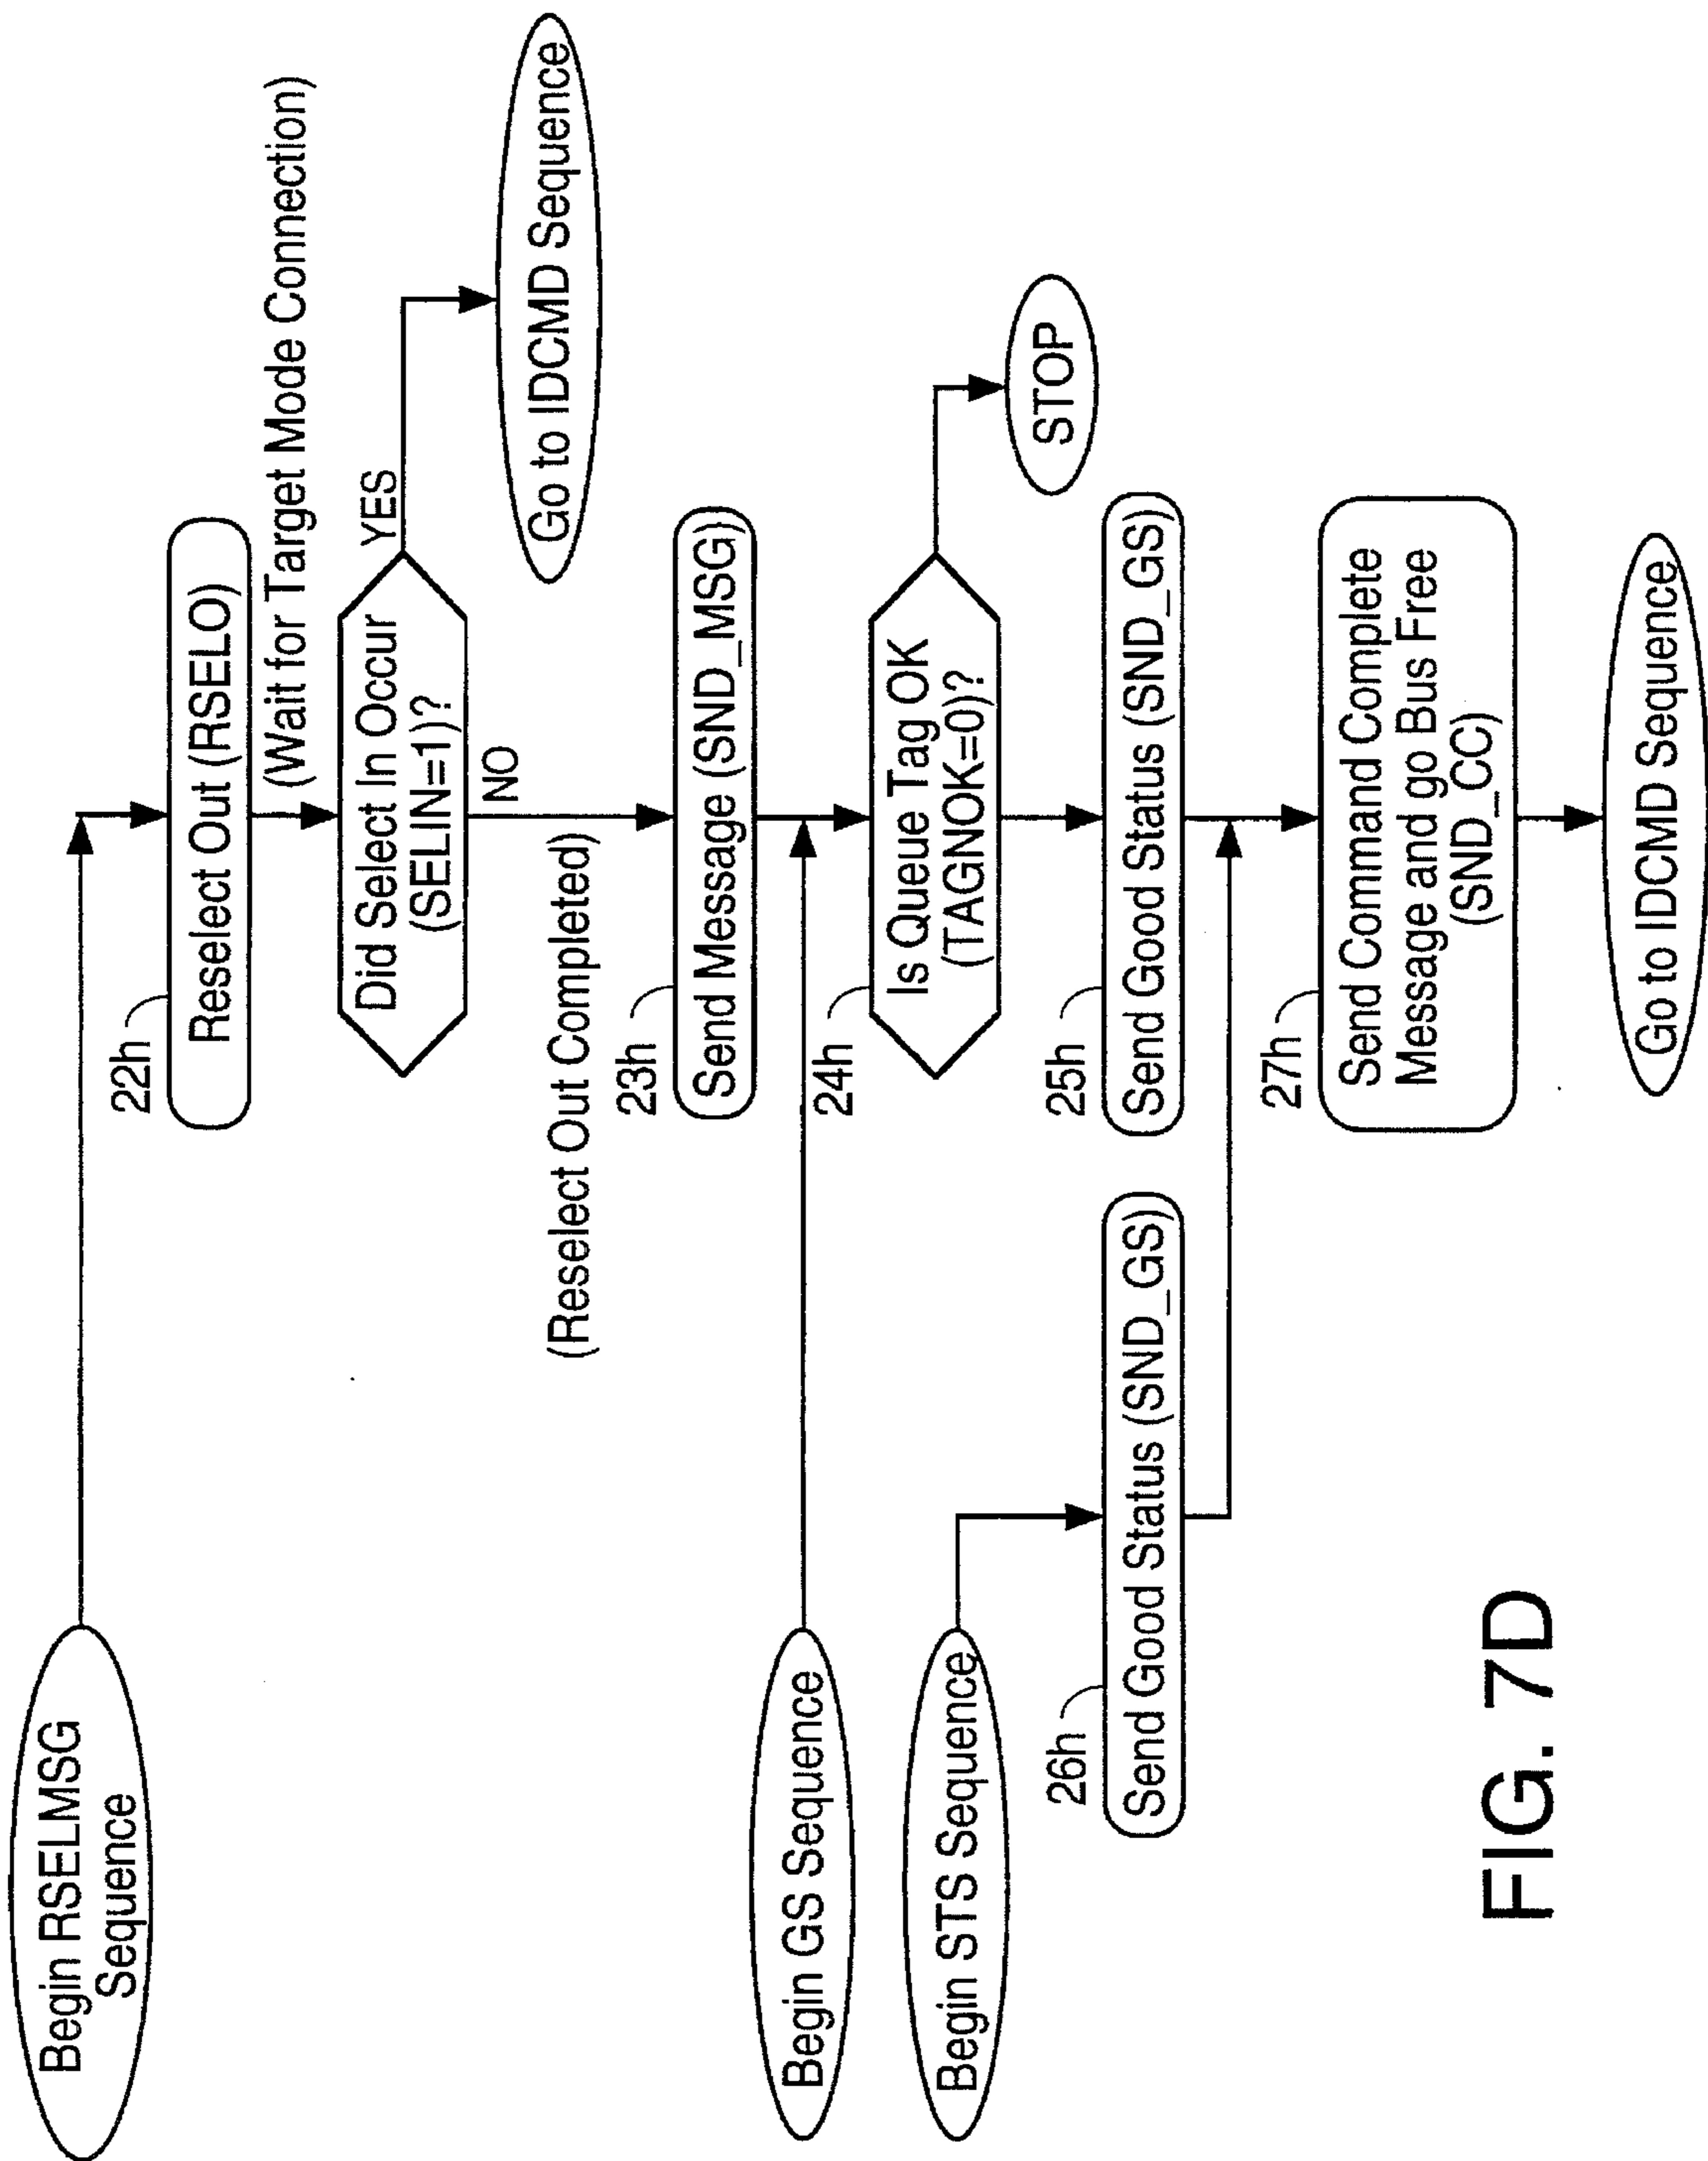 Begin RSELMSG
Sequence
22h
Reselect Out (RSELO)
(Wait for Target Mode Connection)
Did Select In Occur
(SELIN=1)?
YES
Go to IDCMD Sequence
NO
(Reselect Out Completed)
23h
Send Message (SND_MSG)
Begin GS Sequence
24h
Is Queue Tag OK
(TAGNOK=0)?
STOP
Begin STS Sequence
25h
Send Good Status (SND_GS)
26h
Send Good Status (SND_GS)
27h
Send Command Complete
Message and go Bus Free
(SND_CC)
Go to IDCMD Sequence
FIG. 7D